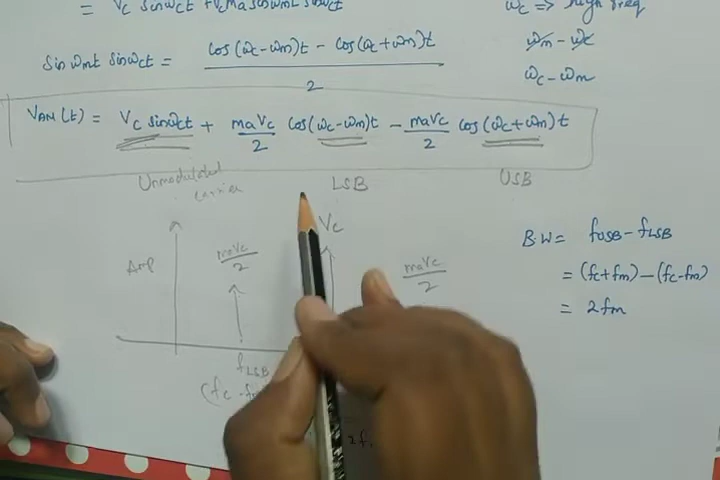 = Vc sinωct + Vcma sinωmt sinωct
ωc => high freq
sin ωmt sinωct = cos(ωc-ωm)t - cos(ωc+ωm)t
2
ωm - ωc
ωc - ωm
VAM(t) = Vc sinωct + maVc/2 cos(ωc-ωm)t - maVc/2 cos(ωc+ωm)t
Unmodulated carrier
LSB
USB
Vc
Amp
maVc/2
maVc/2
B.W = fUSB - fLSB
= (fc+fm) - (fc-fm)
= 2fm
fLSB
(fc -
2f